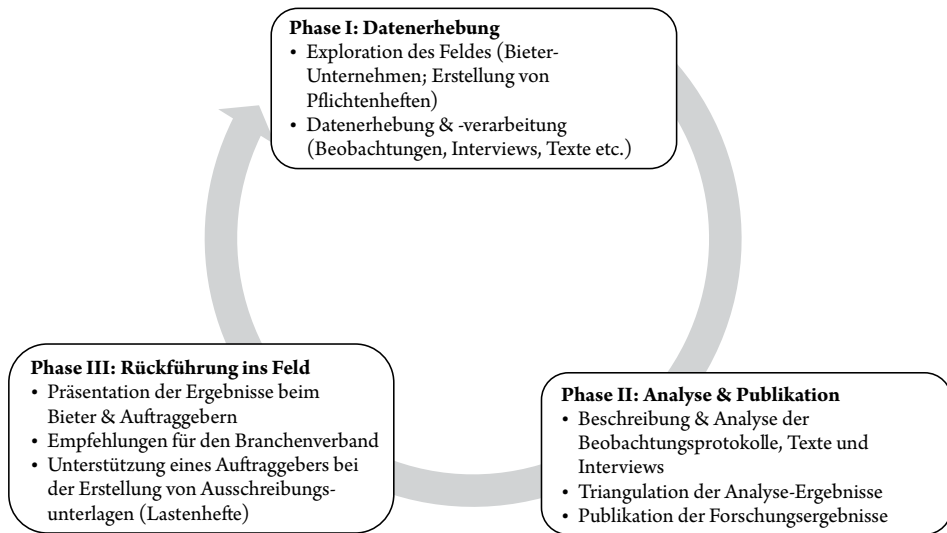 Phase I: Datenerhebung
• Exploration des Feldes (Bieter-
Unternehmen; Erstellung von
Pflichtenheften)
• Datenerhebung & -verarbeitung
(Beobachtungen, Interviews, Texte etc.)
Phase II: Analyse & Publikation
• Beschreibung & Analyse der
Beobachtungsprotokolle, Texte und
Interviews
• Triangulation der Analyse-Ergebnisse
• Publikation der Forschungsergebnisse
Phase III: Rückführung ins Feld
• Präsentation der Ergebnisse beim
Bieter & Auftraggebern
• Empfehlungen für den Branchenverband
• Unterstützung eines Auftraggebers bei
der Erstellung von Ausschreibungs-
unterlagen (Lastenhefte)